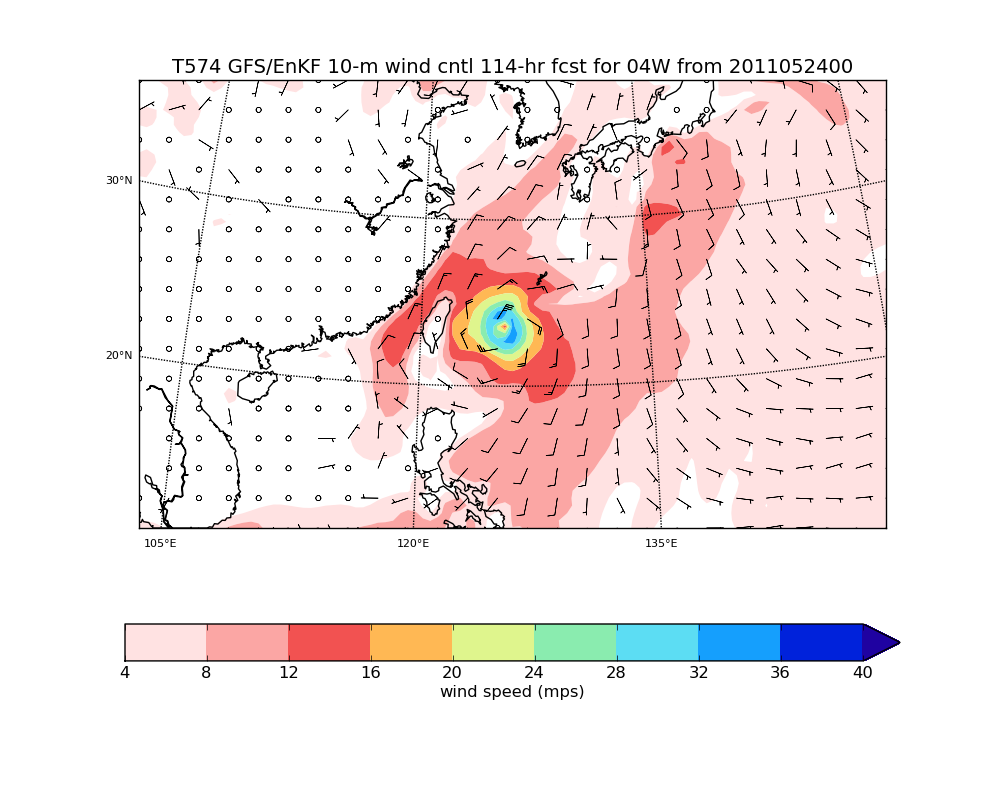 T574 GFS/EnKF 10-m wind cntl 114-hr fcst for 04W from 2011052400
30°N
20°N
105°E 120°E 135°E
4 8 12 16 20 24 28 32 36 40
wind speed (mps)